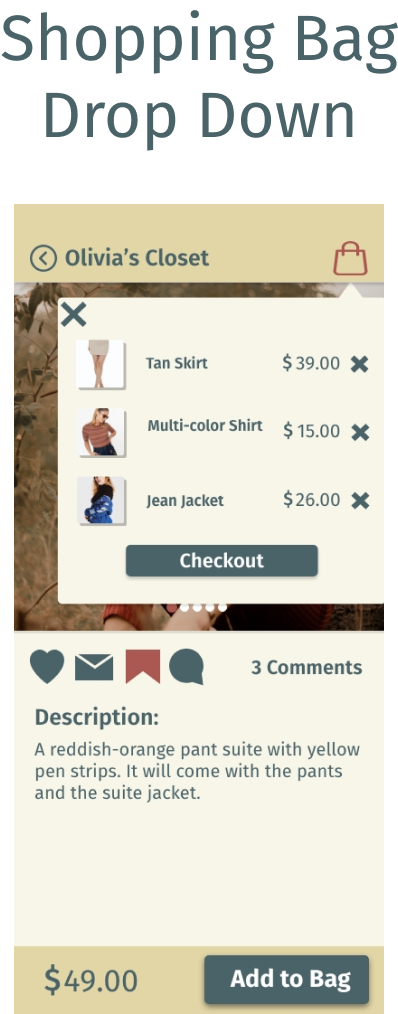 Shopping Bag
Drop Down
Olivia's Closet
Tan Skirt $ 39.00
Multi-color Shirt $ 15.00
Jean Jacket $26.00
Checkout
3 Comments
Description:
A reddish-orange pant suite with yellow
pen strips. It will come with the pants
and the suite jacket.
$49.00 Add to Bag